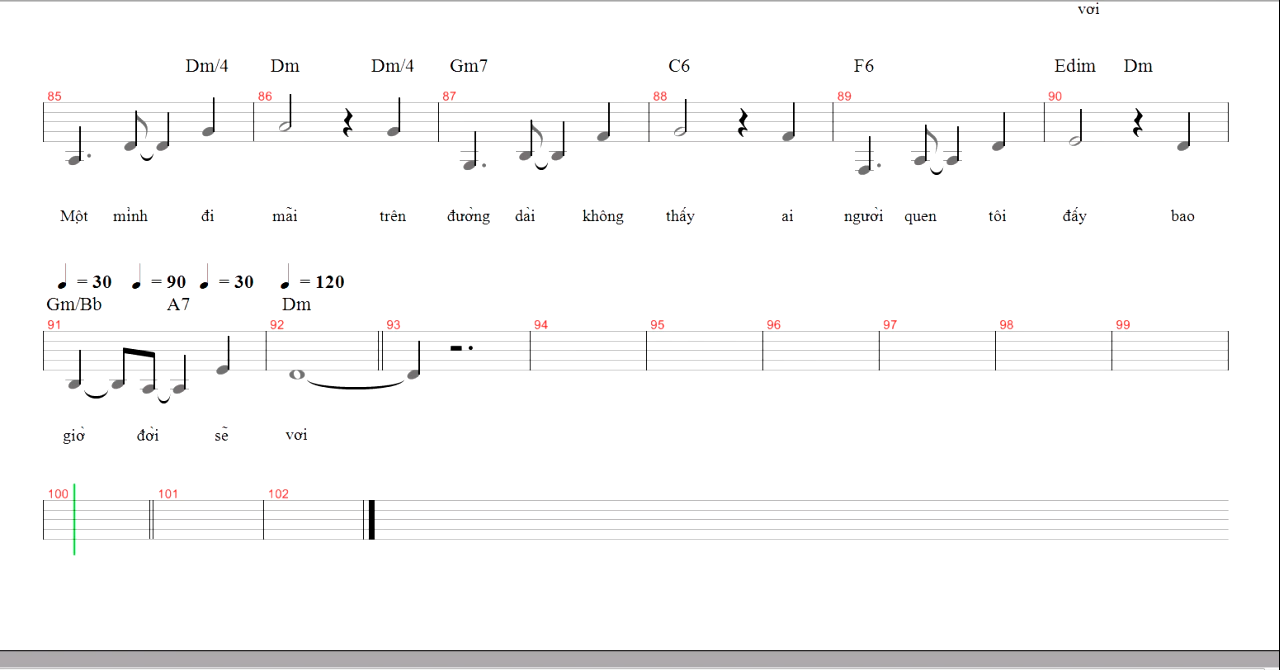 vơi
Dm/4 Dm Dm/4 Gm7 C6 F6 Edim Dm
85 86 87 88 89 90
Một mình đi mãi trên đường dài không thấy ai người quen tôi đấy bao
= 30 = 90 = 30 = 120
Gm/Bb A7 Dm
91 92 93 94 95 96 97 98 99
giờ đời sẽ vơi
100 101 102